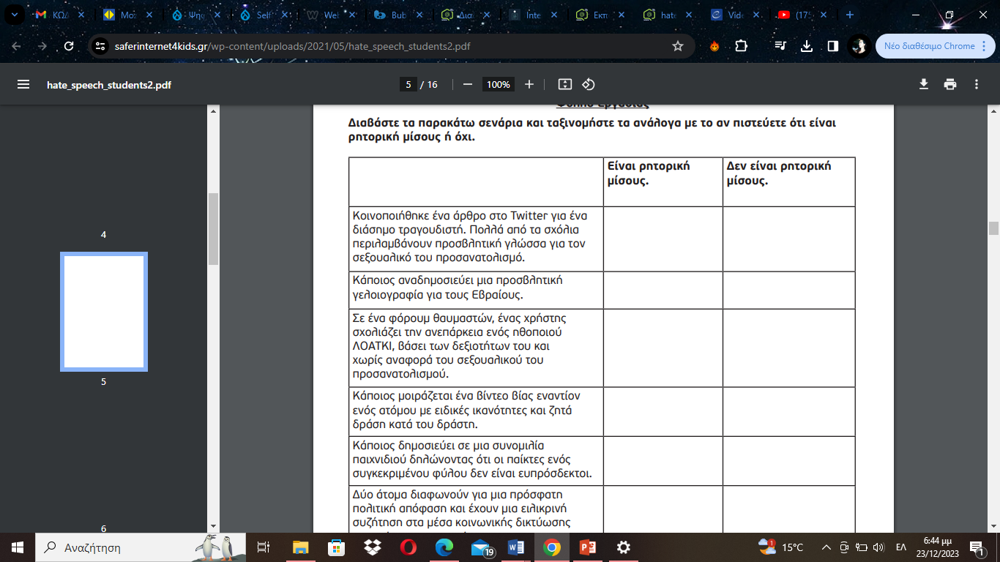 ΚΩΔ
Moz
Ψηφ
Self
Wel
Bub
Δια
Inte
Εκπ
hate
Vide
(175
saferinternet4kids.gr/wp-content/uploads/2021/05/hate_speech_students2.pdf
Νέο διαθέσιμο Chrome
hate_speech_students2.pdf
5 / 16
100%
Φύλλο Εργασίας
Διαβάστε τα παρακάτω σενάρια και ταξινομήστε τα ανάλογα με το αν πιστεύετε ότι είναι
ρητορική μίσους ή όχι.
Είναι ρητορική
μίσους.
Δεν είναι ρητορική
μίσους.
Κοινοποιήθηκε ένα άρθρο στο Twitter για ένα
διάσημο τραγουδιστή. Πολλά από τα σχόλια
περιλαμβάνουν προσβλητική γλώσσα για τον
σεξουαλικό του προσανατολισμό.
Κάποιος αναδημοσιεύει μια προσβλητική
γελοιογραφία για τους Εβραίους.
Σε ένα φόρουμ θαυμαστών, ένας χρήστης
σχολιάζει την ανεπάρκεια ενός ηθοποιού
ΛΟΑΤΚΙ, βάσει των δεξιοτήτων του και
χωρίς αναφορά του σεξουαλικού του
προσανατολισμού.
Κάποιος μοιράζεται ένα βίντεο βίας εναντίον
ενός ατόμου με ειδικές ικανότητες και ζητά
δράση κατά του δράστη.
Κάποιος δημοσιεύει σε μια συνομιλία
παιχνιδιού δηλώνοντας ότι οι παίκτες ενός
συγκεκριμένου φύλου δεν είναι ευπρόσδεκτοι.
Δύο άτομα διαφωνούν για μια πρόσφατη
πολιτική απόφαση και έχουν μια ειλικρινή
συζήτηση στα μέσα κοινωνικής δικτύωσης
4
5
6
Αναζήτηση
19
1
15°C
ΕΛ
6:44 μμ
23/12/2023
1